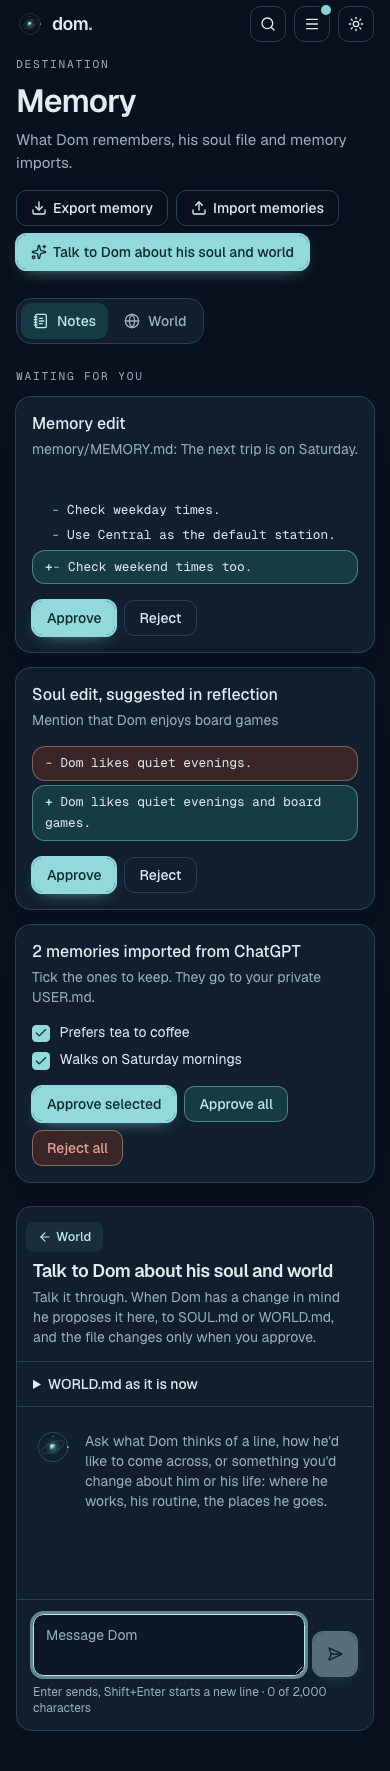 dom.
DESTINATION
Memory
What Dom remembers, his soul file and memory
imports.
Export memory
Import memories
Talk to Dom about his soul and world
Notes
World
WAITING FOR YOU
Memory edit
memory/MEMORY.md: The next trip is on Saturday.
- Check weekday times.
- Use Central as the default station.
+- Check weekend times too.
Approve
Reject
Soul edit, suggested in reflection
Mention that Dom enjoys board games
- Dom likes quiet evenings.
+ Dom likes quiet evenings and board
games.
Approve
Reject
2 memories imported from ChatGPT
Tick the ones to keep. They go to your private
USER.md.
Prefers tea to coffee
Walks on Saturday mornings
Approve selected
Approve all
Reject all
← World
Talk to Dom about his soul and world
Talk it through. When Dom has a change in mind
he proposes it here, to SOUL.md or WORLD.md,
and the file changes only when you approve.
▶ WORLD.md as it is now
Ask what Dom thinks of a line, how he'd
like to come across, or something you'd
change about him or his life: where he
works, his routine, the places he goes.
Message Dom
Enter sends, Shift+Enter starts a new line · 0 of 2,000
characters